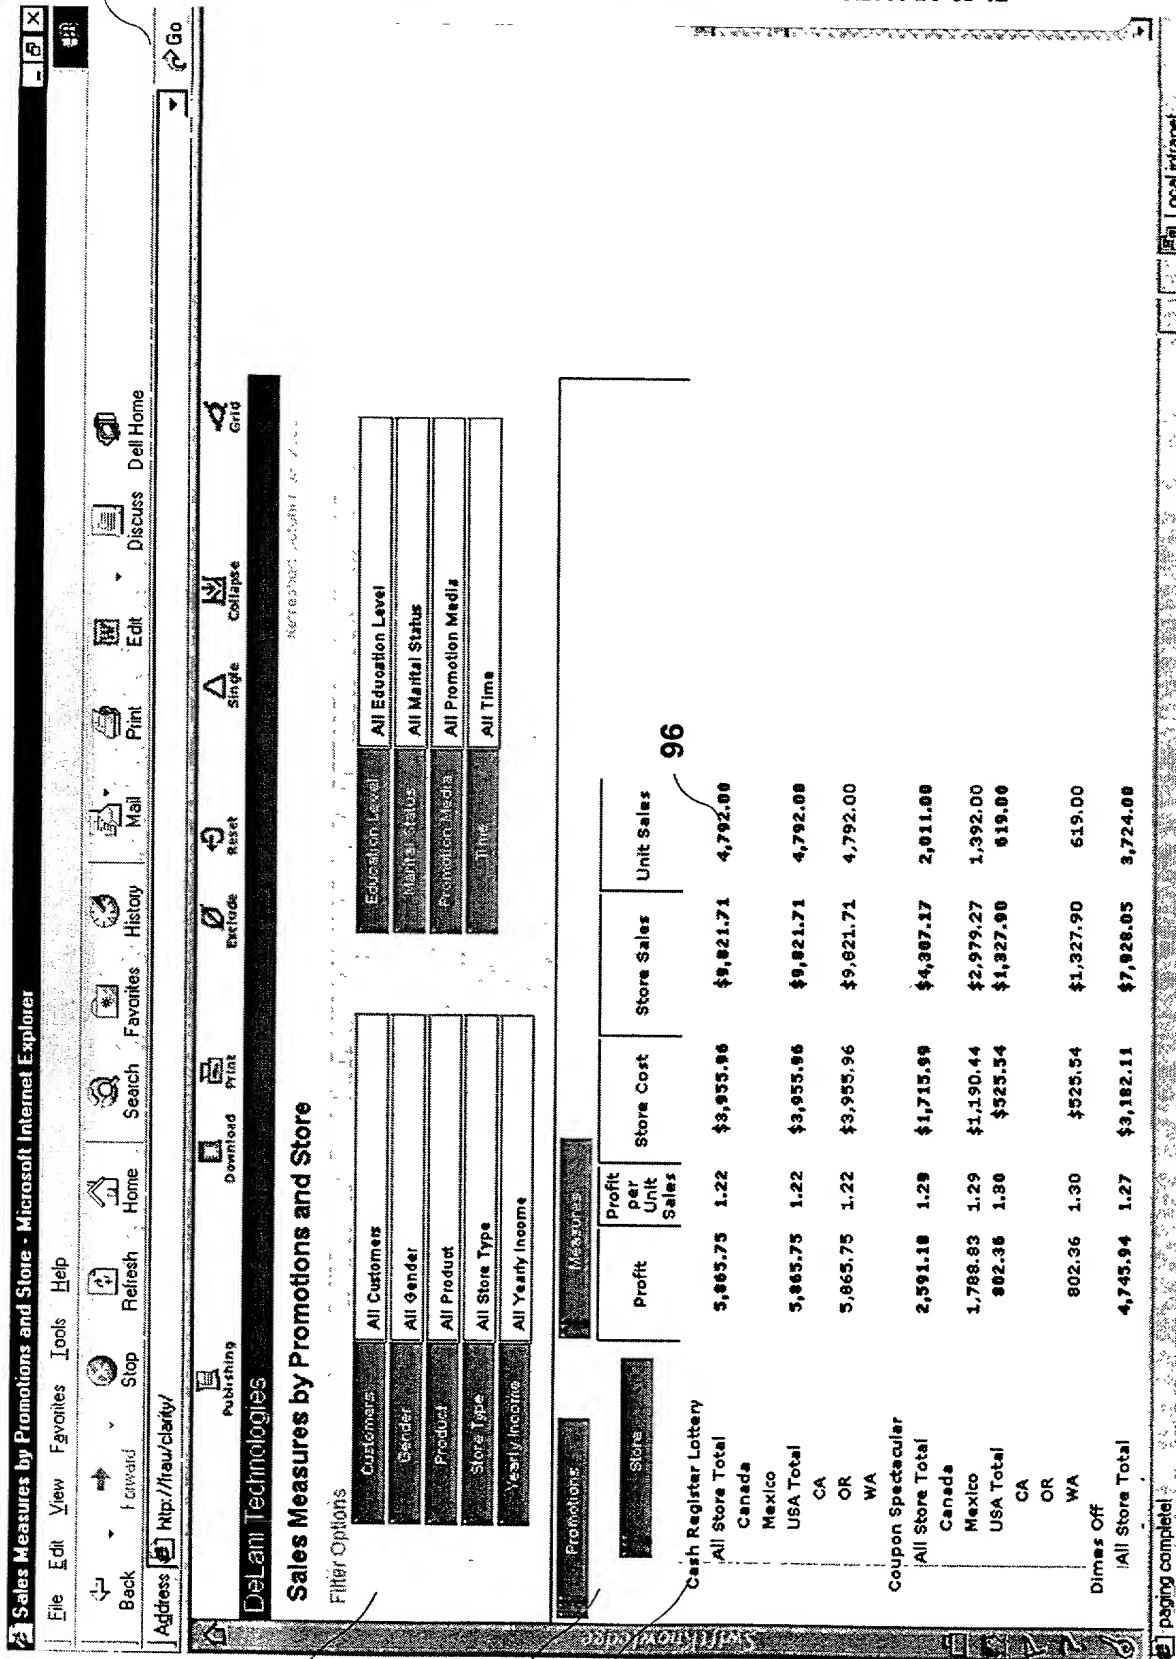 Sales Measures by Promotions and Store - Microsoft Internet Explorer
File Edit View Favorites Tools Help
Back Forward Stop Refresh Home Search Favorites History Mail Print Edit Discuss Dell Home
Address http://frau/clarity/ Go
Publishing Download Print Exclude Reset Single Collapse Grid
DeLani Technologies
Sales Measures by Promotions and Store
Filter Options
Customers All Customers Education Level All Education Level
Gender All Gender Marital Status All Marital Status
Product All Product Promotion Media All Promotion Media
Store Type All Store Type Time All Time
Yearly Income All Yearly Income
Promotions Measures
Store Profit Profit per Unit Sales Store Cost Store Sales Unit Sales
96
Cash Register Lottery
All Store Total 5,865.75 1.22 $3,955.96 $9,821.71 4,792.00
Canada
Mexico
USA Total 5,865.75 1.22 $3,955.96 $9,821.71 4,792.00
CA
OR 5,865.75 1.22 $3,955.96 $9,821.71 4,792.00
WA
Coupon Spectacular
All Store Total 2,591.18 1.29 $1,715.99 $4,307.17 2,011.00
Canada
Mexico 1,788.83 1.29 $1,190.44 $2,979.27 1,392.00
USA Total 802.36 1.30 $525.54 $1,327.90 619.00
CA
OR
WA 802.36 1.30 $525.54 $1,327.90 619.00
Dimes Off
All Store Total 4,745.94 1.27 $3,182.11 $7,928.05 3,724.00
SwiftKnowledge
paging complete! Local intranet